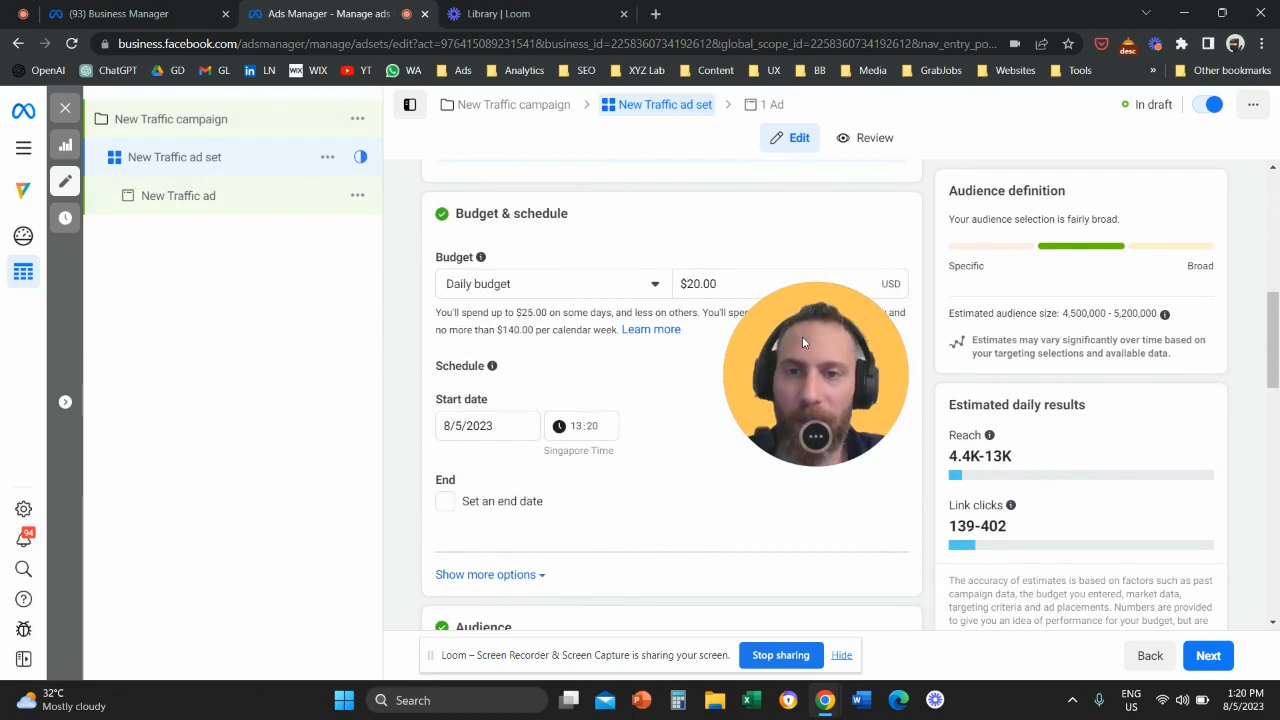 (93) Business Manager
Ads Manager - Manage ads
Library | Loom
business.facebook.com/adsmanager/manage/adsets/edit?act=976415089231541&business_id=2258360734192612&global_scope_id=2258360734192612&nav_entry_po...
desc
OpenAI
ChatGPT
GD
GL
LN
WIX
WIX
YT
WA
Ads
Analytics
SEO
XYZ Lab
Content
UX
BB
Media
GrabJobs
Websites
Tools
»
Other bookmarks
New Traffic campaign
New Traffic ad set
New Traffic ad
New Traffic campaign
New Traffic ad set
1 Ad
In draft
Edit
Review
Budget & schedule
Budget
Daily budget
$20.00
USD
You'll spend up to $25.00 on some days, and less on others. You'll spe
and
no more than $140.00 per calendar week. Learn more
Schedule
Start date
8/5/2023
13:20
Singapore Time
End
Set an end date
Show more options
Audience
Audience definition
Your audience selection is fairly broad.
Specific
Broad
Estimated audience size: 4,500,000 - 5,200,000
Estimates may vary significantly over time based on
your targeting selections and available data.
Estimated daily results
Reach
4.4K-13K
Link clicks
139-402
The accuracy of estimates is based on factors such as past
campaign data, the budget you entered, market data,
targeting criteria and ad placements. Numbers are provided
to give you an idea of performance for your budget, but are
94
Loom – Screen Recorder & Screen Capture is sharing your screen.
Stop sharing
Hide
Back
Next
32°C
Mostly cloudy
Search
ENG
US
1:20 PM
8/5/2023